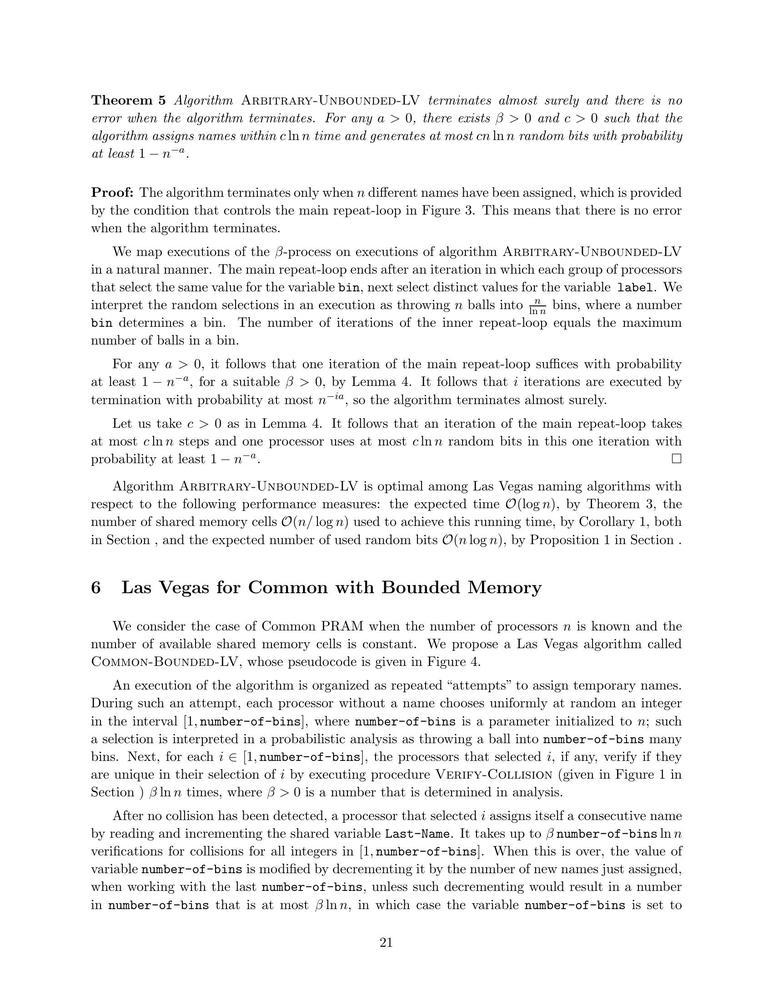 Theorem 5 Algorithm Arbitrary-Unbounded-LV terminates almost surely and there is no
error when the algorithm terminates. For any a > 0, there exists β > 0 and c > 0 such that the
algorithm assigns names within c ln n time and generates at most cn ln n random bits with probability
at least 1 − n^{−a}.
Proof: The algorithm terminates only when n different names have been assigned, which is provided
by the condition that controls the main repeat-loop in Figure 3. This means that there is no error
when the algorithm terminates.
We map executions of the β-process on executions of algorithm Arbitrary-Unbounded-LV
in a natural manner. The main repeat-loop ends after an iteration in which each group of processors
that select the same value for the variable bin, next select distinct values for the variable label. We
interpret the random selections in an execution as throwing n balls into n/ln n bins, where a number
bin determines a bin. The number of iterations of the inner repeat-loop equals the maximum
number of balls in a bin.
For any a > 0, it follows that one iteration of the main repeat-loop suffices with probability
at least 1 − n^{−a}, for a suitable β > 0, by Lemma 4. It follows that i iterations are executed by
termination with probability at most n^{−ia}, so the algorithm terminates almost surely.
Let us take c > 0 as in Lemma 4. It follows that an iteration of the main repeat-loop takes
at most c ln n steps and one processor uses at most c ln n random bits in this one iteration with
probability at least 1 − n^{−a}. □
Algorithm Arbitrary-Unbounded-LV is optimal among Las Vegas naming algorithms with
respect to the following performance measures: the expected time O(log n), by Theorem 3, the
number of shared memory cells O(n/ log n) used to achieve this running time, by Corollary 1, both
in Section , and the expected number of used random bits O(n log n), by Proposition 1 in Section .
6 Las Vegas for Common with Bounded Memory
We consider the case of Common PRAM when the number of processors n is known and the
number of available shared memory cells is constant. We propose a Las Vegas algorithm called
Common-Bounded-LV, whose pseudocode is given in Figure 4.
An execution of the algorithm is organized as repeated “attempts” to assign temporary names.
During such an attempt, each processor without a name chooses uniformly at random an integer
in the interval [1, number-of-bins], where number-of-bins is a parameter initialized to n; such
a selection is interpreted in a probabilistic analysis as throwing a ball into number-of-bins many
bins. Next, for each i ∈ [1, number-of-bins], the processors that selected i, if any, verify if they
are unique in their selection of i by executing procedure Verify-Collision (given in Figure 1 in
Section ) β ln n times, where β > 0 is a number that is determined in analysis.
After no collision has been detected, a processor that selected i assigns itself a consecutive name
by reading and incrementing the shared variable Last-Name. It takes up to β number-of-bins ln n
verifications for collisions for all integers in [1, number-of-bins]. When this is over, the value of
variable number-of-bins is modified by decrementing it by the number of new names just assigned,
when working with the last number-of-bins, unless such decrementing would result in a number
in number-of-bins that is at most β ln n, in which case the variable number-of-bins is set to
21